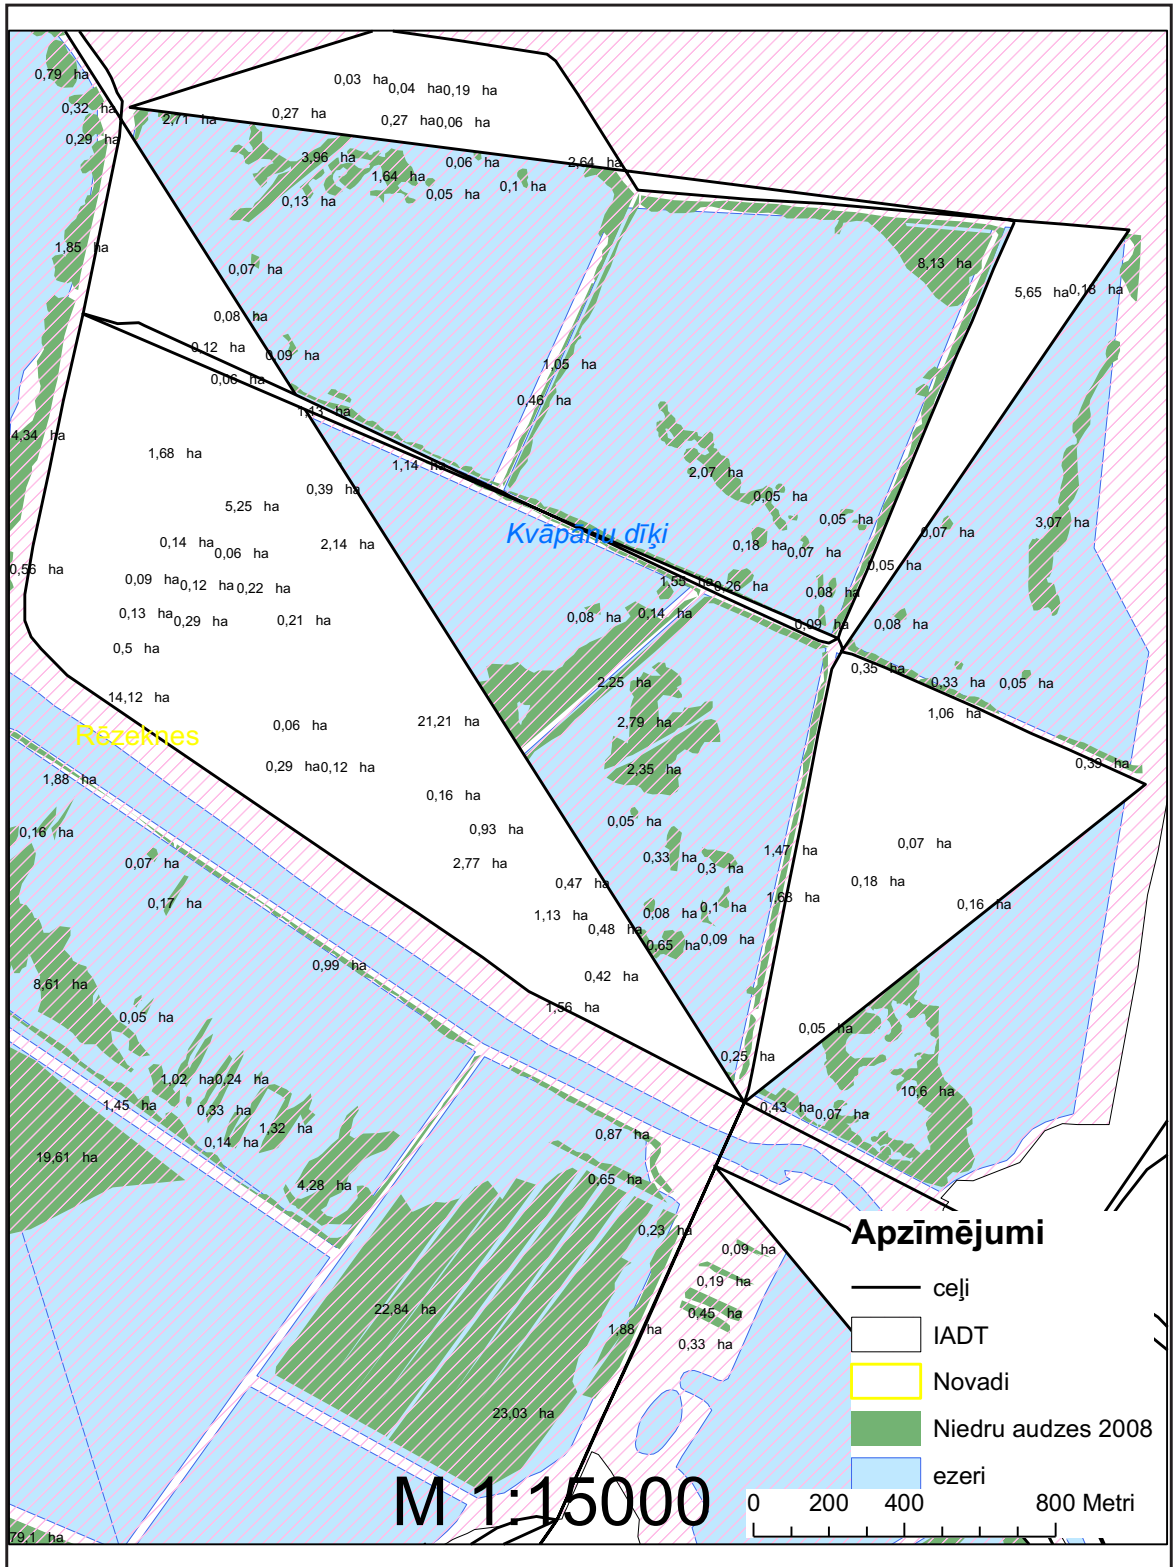 0,79 ha
0,03 ha
0,04 ha
0,19 ha
0,32 ha
2,71 ha
0,27 ha
0,27 ha
0,06 ha
0,29 ha
3,96 ha
0,06 ha
2,64 ha
1,64 ha
0,05 ha
0,1 ha
0,13 ha
1,85 ha
0,07 ha
8,13 ha
5,65 ha
0,13 ha
0,08 ha
0,12 ha
0,09 ha
0,06 ha
1,05 ha
0,46 ha
1,13 ha
4,34 ha
1,68 ha
1,14 ha
2,07 ha
0,39 ha
0,05 ha
5,25 ha
0,05 ha
3,07 ha
Kvāpānu dīķi
0,07 ha
0,14 ha
0,06 ha
2,14 ha
0,18 ha
0,07 ha
0,05 ha
0,56 ha
0,09 ha
0,12 ha
0,22 ha
1,55 ha
0,26 ha
0,08 ha
0,13 ha
0,29 ha
0,21 ha
0,08 ha
0,14 ha
0,09 ha
0,08 ha
0,5 ha
0,35 ha
0,33 ha
0,05 ha
14,12 ha
2,25 ha
1,06 ha
Rēzeknes
0,06 ha
21,21 ha
2,79 ha
0,29 ha
0,12 ha
2,35 ha
0,39 ha
1,88 ha
0,16 ha
0,16 ha
0,93 ha
0,05 ha
0,07 ha
2,77 ha
0,33 ha
0,3 ha
1,47 ha
0,07 ha
0,17 ha
0,47 ha
0,18 ha
1,63 ha
0,16 ha
1,13 ha
0,48 ha
0,08 ha
0,1 ha
0,65 ha
0,09 ha
0,99 ha
0,42 ha
8,61 ha
1,56 ha
0,05 ha
0,05 ha
0,25 ha
1,02 ha
0,24 ha
10,6 ha
1,45 ha
0,33 ha
0,43 ha
0,07 ha
0,14 ha
1,32 ha
0,87 ha
19,61 ha
4,28 ha
0,65 ha
0,23 ha
0,09 ha
0,19 ha
22,84 ha
0,45 ha
1,88 ha
0,33 ha
23,03 ha
79,1 ha
Apzīmējumi
ceļi
IADT
Novadi
Niedru audzes 2008
ezeri
M 1:15000
0 200 400 800 Metri